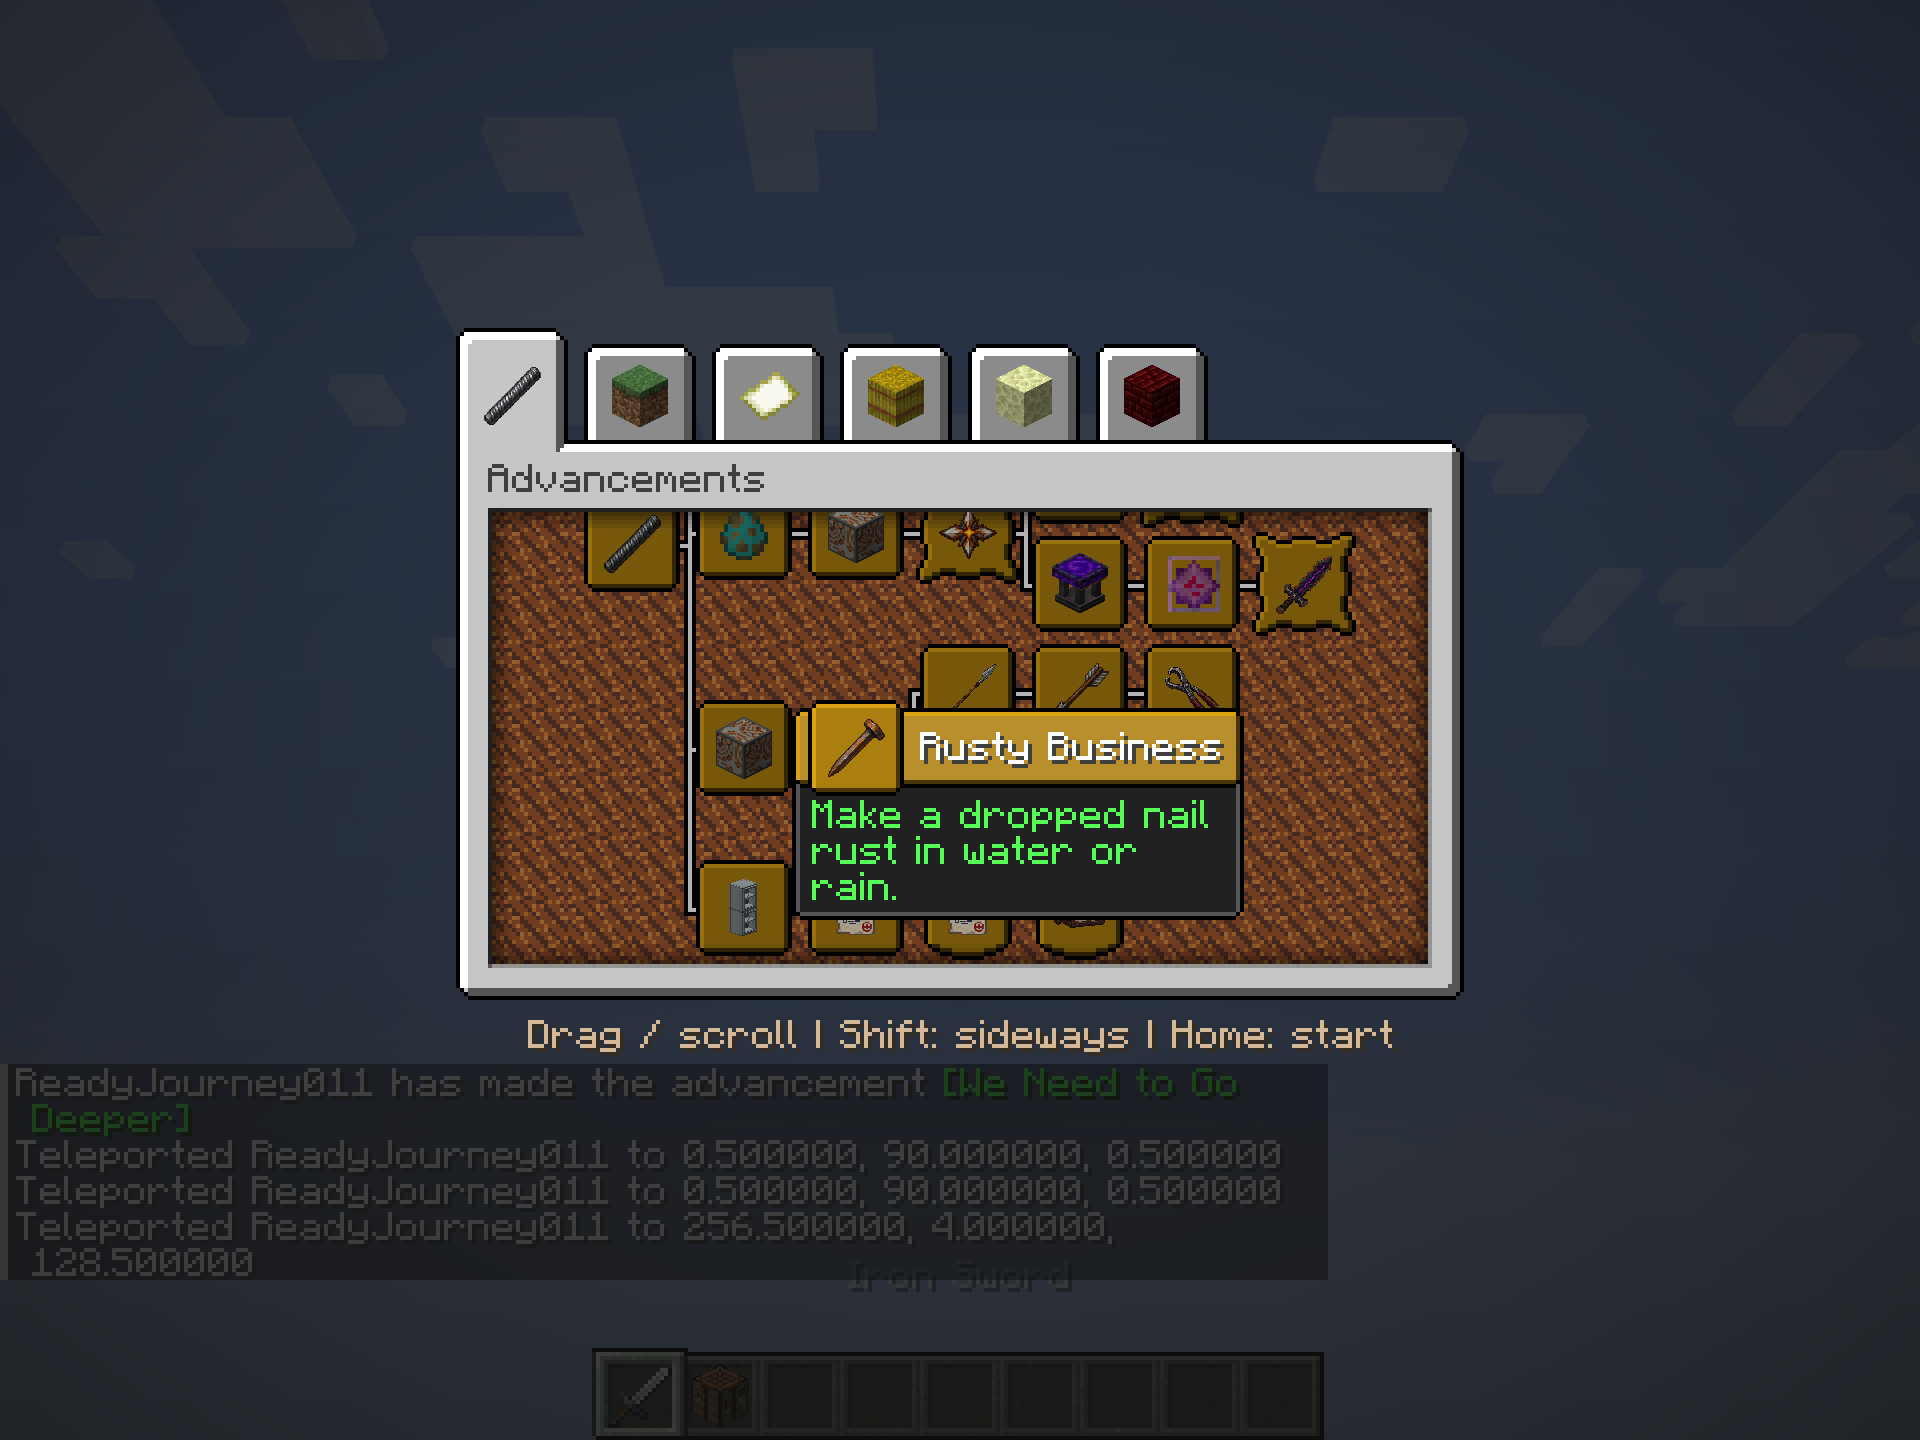 Advancements
Rusty Business
Make a dropped nail
rust in water or
rain.
Drag / scroll | Shift: sideways | Home: start
ReadyJourney011 has made the advancement [We Need to Go
Deeper]
Teleported ReadyJourney011 to 0.500000, 90.000000, 0.500000
Teleported ReadyJourney011 to 0.500000, 90.000000, 0.500000
Teleported ReadyJourney011 to 256.500000, 4.000000,
128.500000
Iron Sword